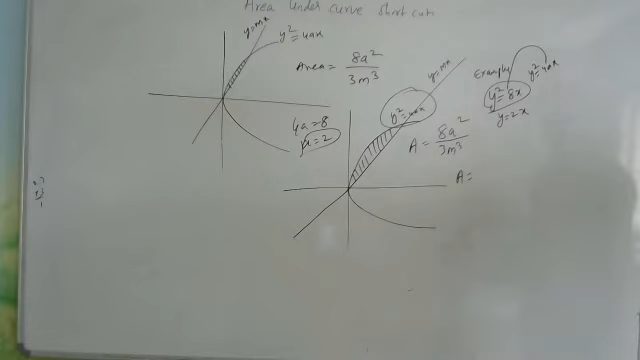 Area under curve short cuts
y=mx
y²=4ax
Area = 8a²/3m³
4a=8
a=2
y=mx
y²=4ax
A = 8a²/3m³
A=
Example
y²=4ax
y²=8x
y=2x